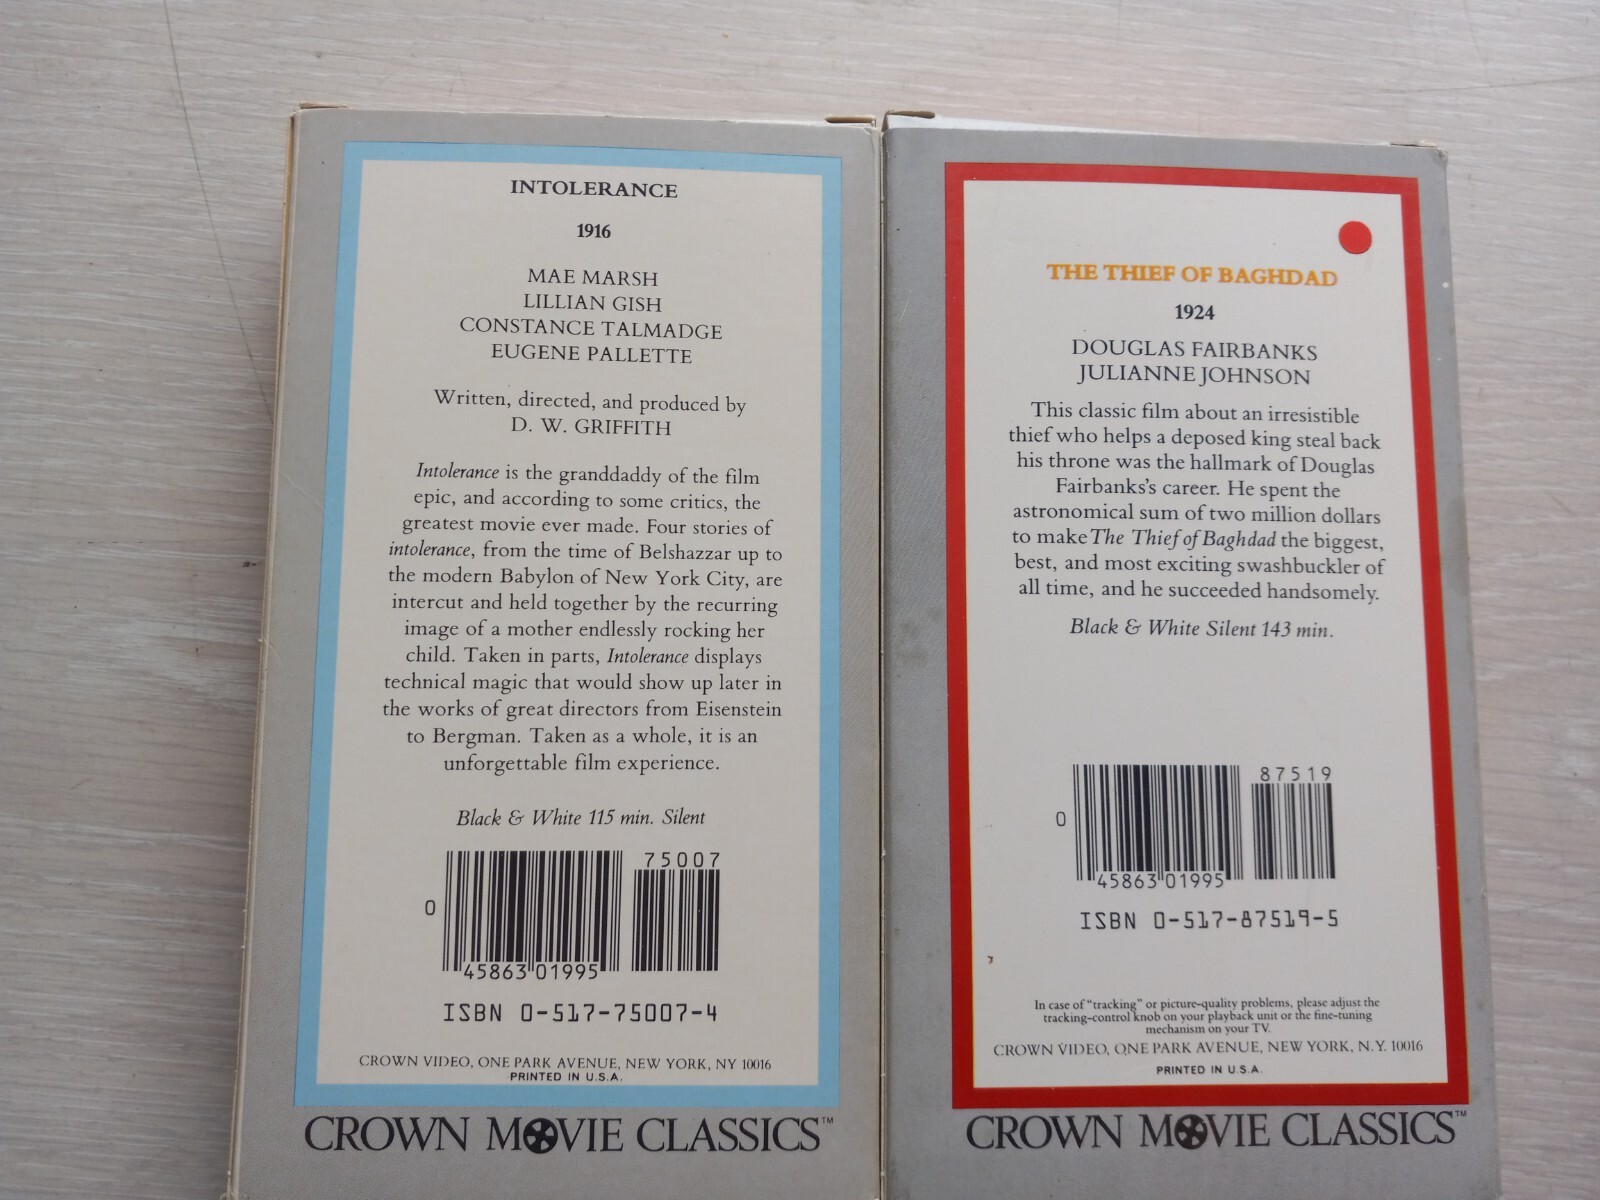 INTOLERANCE
1916
MAE MARSH
LILLIAN GISH
CONSTANCE TALMADGE
EUGENE PALLETTE
Written, directed, and produced by
D. W. GRIFFITH
Intolerance is the granddaddy of the film
epic, and according to some critics, the
greatest movie ever made. Four stories of
intolerance, from the time of Belshazzar up to
the modern Babylon of New York City, are
intercut and held together by the recurring
image of a mother endlessly rocking her
child. Taken in parts, Intolerance displays
technical magic that would show up later in
the works of great directors from Eisenstein
to Bergman. Taken as a whole, it is an
unforgettable film experience.
Black & White 115 min. Silent
75007
0
45863 01995
ISBN 0-517-75007-4
CROWN VIDEO, ONE PARK AVENUE, NEW YORK, NY 10016
PRINTED IN U.S.A.
CROWN MOVIE CLASSICS™
THE THIEF OF BAGHDAD
1924
DOUGLAS FAIRBANKS
JULIANNE JOHNSON
This classic film about an irresistible
thief who helps a deposed king steal back
his throne was the hallmark of Douglas
Fairbanks's career. He spent the
astronomical sum of two million dollars
to make The Thief of Baghdad the biggest,
best, and most exciting swashbuckler of
all time, and he succeeded handsomely.
Black & White Silent 143 min.
87519
0
45863 01995
ISBN 0-517-87519-5
In case of "tracking" or picture-quality problems, please adjust the
tracking-control knob on your playback unit or the fine-tuning
mechanism on your TV.
CROWN VIDEO, ONE PARK AVENUE, NEW YORK, N.Y. 10016
PRINTED IN U.S.A.
CROWN MOVIE CLASSICS™